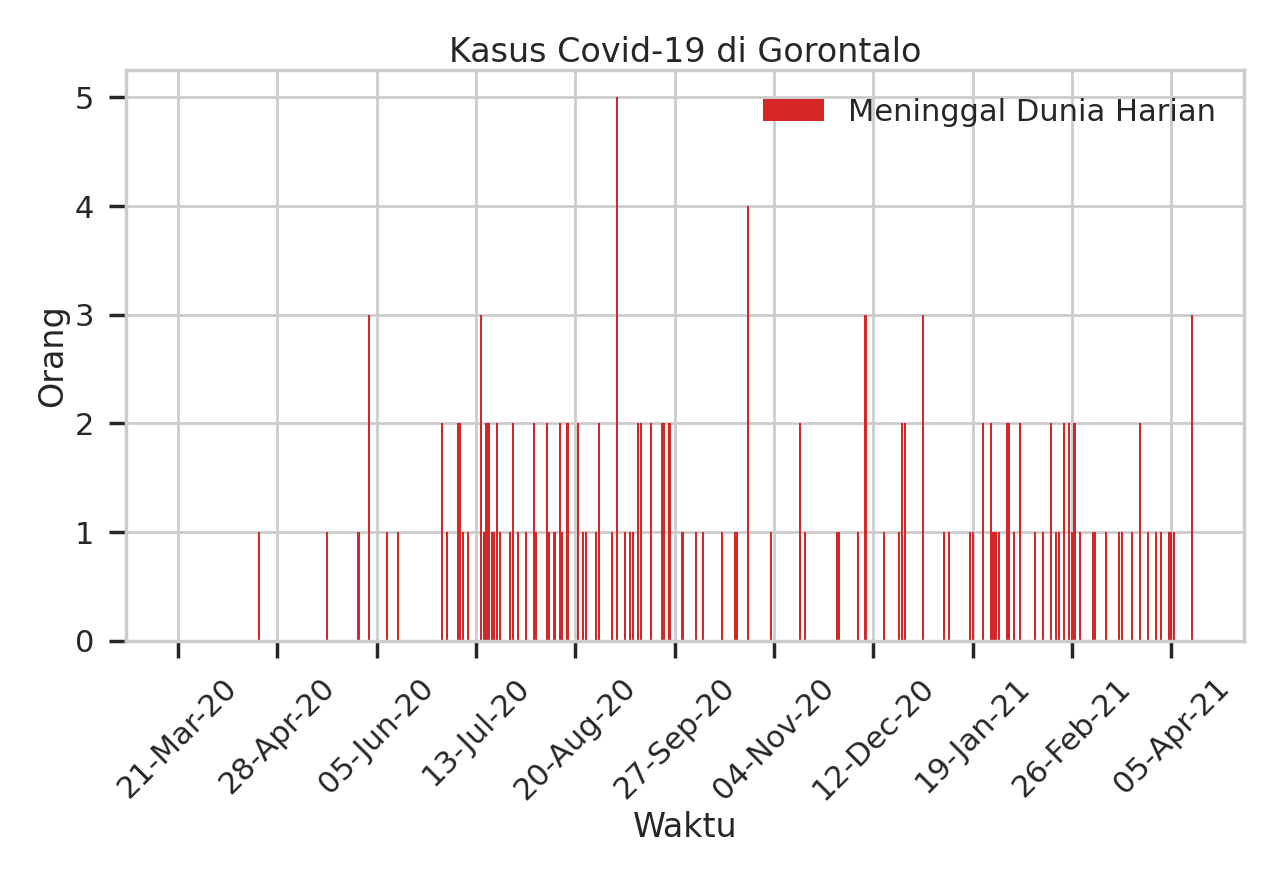 Kasus Covid-19 di Gorontalo
Meninggal Dunia Harian
Orang
5
4
3
2
1
0
21-Mar-20
28-Apr-20
05-Jun-20
13-Jul-20
20-Aug-20
27-Sep-20
04-Nov-20
12-Dec-20
19-Jan-21
26-Feb-21
05-Apr-21
Waktu